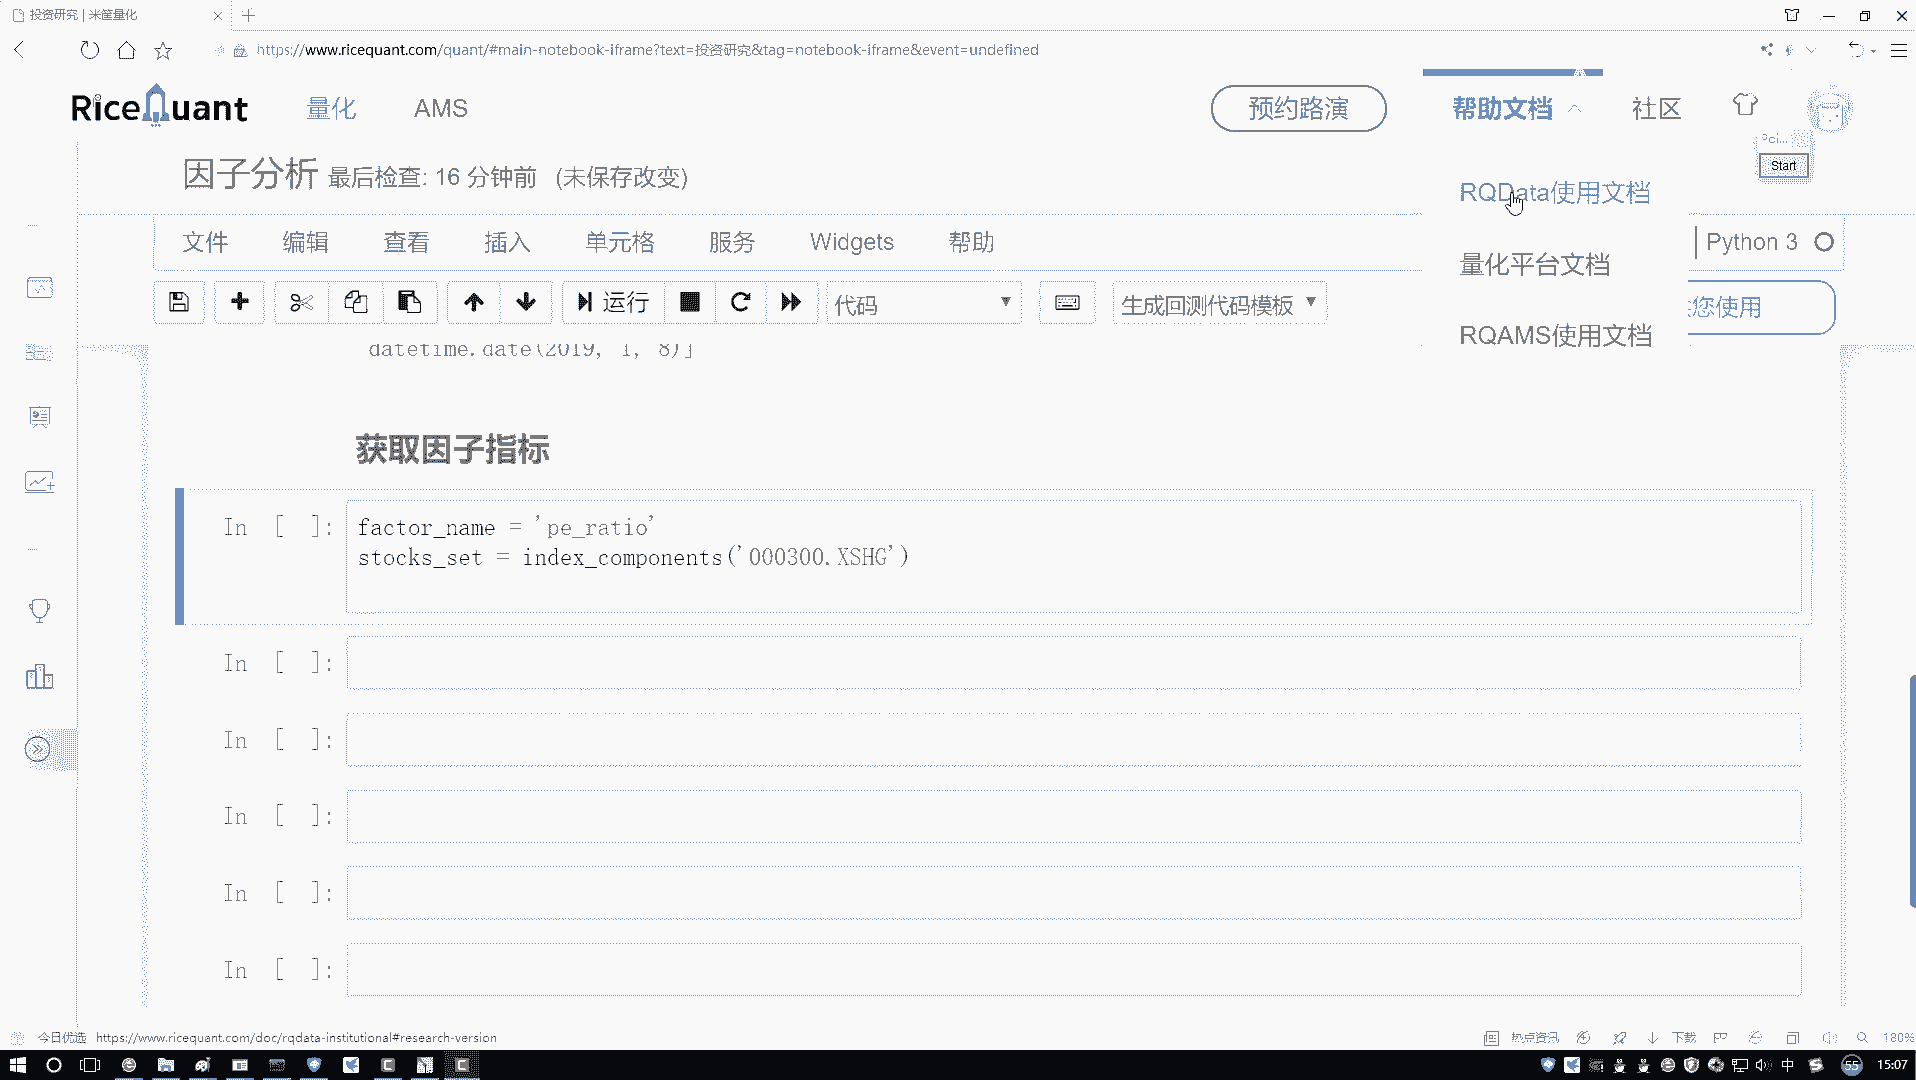 投资研究 | 米筐量化
https://www.ricequant.com/quant/#main-notebook-iframe?text=投资研究&tag=notebook-iframe&event=undefined
RiceQuant 量化 AMS 预约路演 帮助文档 社区
因子分析 最后检查: 16 分钟前 (未保存改变)
Start
RQData使用文档
文件 编辑 查看 插入 单元格 服务 Widgets 帮助
Python 3
量化平台文档
运行 代码 生成回测代码模板
您使用
RQAMS使用文档
datetime.date(2019, 1, 8)]
获取因子指标
In [ ]: factor_name = 'pe_ratio'
stocks_set = index_components('000300.XSHG')
In [ ]:
In [ ]:
In [ ]:
In [ ]:
In [ ]:
今日优选 https://www.ricequant.com/doc/rqdata-institutional#research-version
热点资讯 下载 180%
中 55 15:07